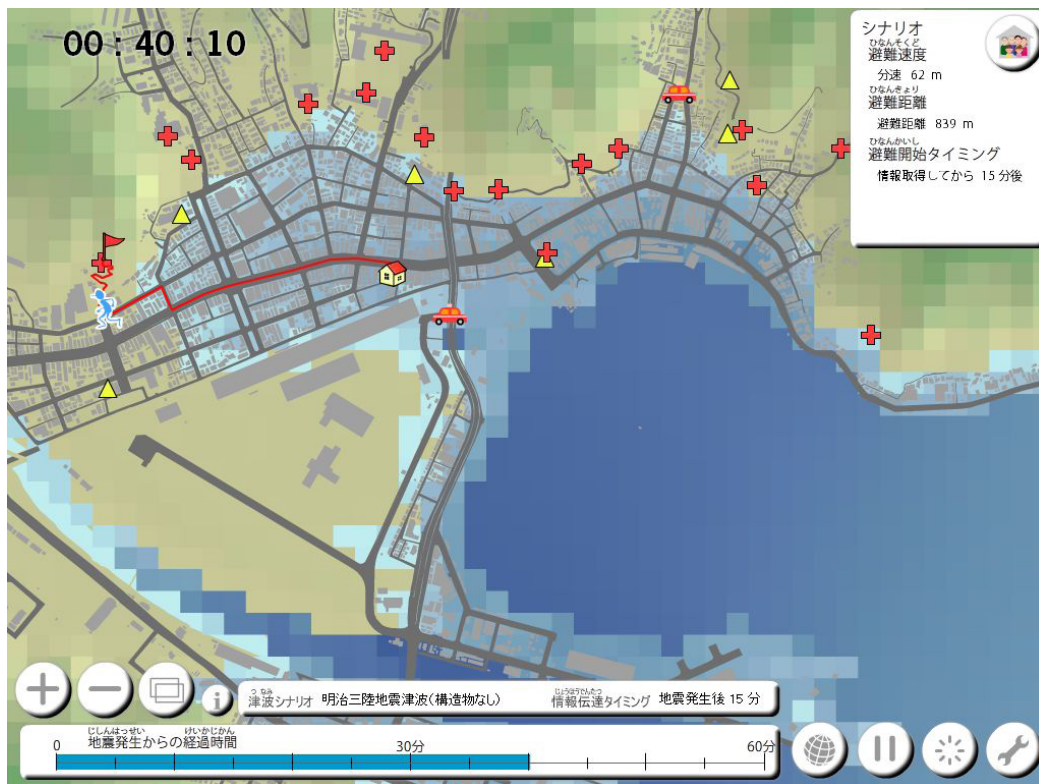 00:40:10
シナリオ
ひなんそくど
避難速度
分速 62 m
ひなんきょり
避難距離
避難距離 839 m
ひなんかいし
避難開始タイミング
情報取得してから 15 分後
つなみ
津波シナリオ 明治三陸地震津波(構造物なし)
じょうほうでんたつ
情報伝達タイミング 地震発生後 15 分
じしんはっせい けいかじかん
地震発生からの経過時間
0 30分 60分